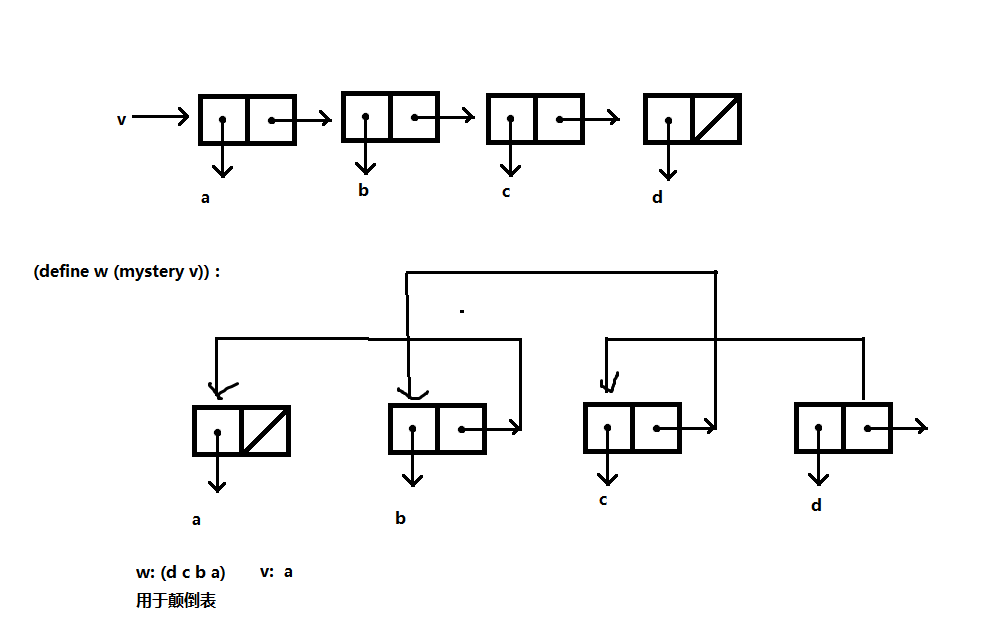 v
a b c d
(define w (mystery v)) :
a b c d
w: (d c b a) v: a
用于颠倒表